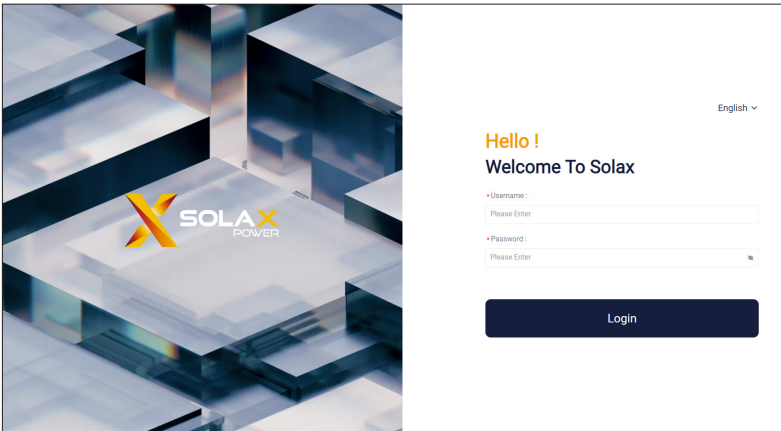 SOLAX
POWER
English
Hello !
Welcome To Solax
* Username :
Please Enter
* Password :
Please Enter
Login